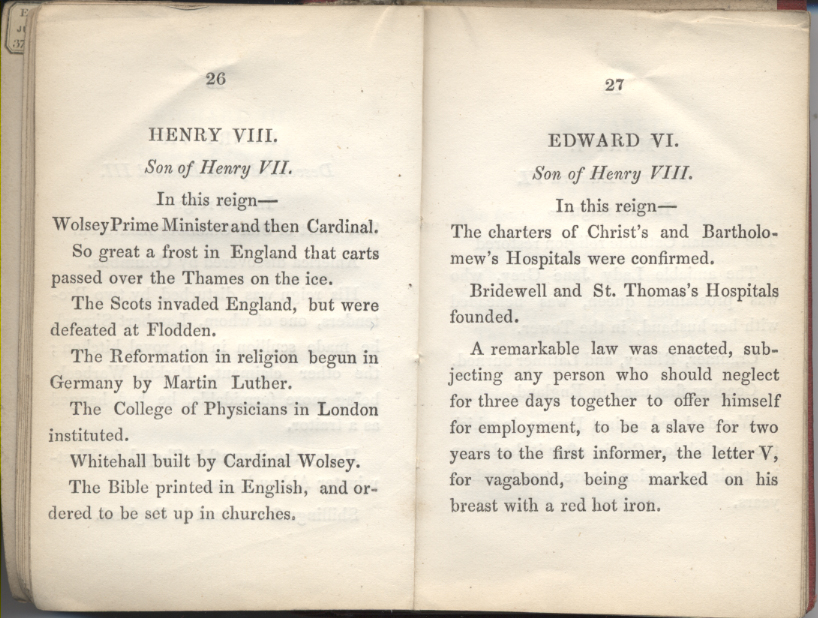 26
HENRY VIII.
Son of Henry VII.
In this reign—
Wolsey Prime Minister and then Cardinal.
So great a frost in England that carts
passed over the Thames on the ice.
The Scots invaded England, but were
defeated at Flodden.
The Reformation in religion begun in
Germany by Martin Luther.
The College of Physicians in London
instituted.
Whitehall built by Cardinal Wolsey.
The Bible printed in English, and or-
dered to be set up in churches.
27
EDWARD VI.
Son of Henry VIII.
In this reign—
The charters of Christ's and Bartholo-
mew's Hospitals were confirmed.
Bridewell and St. Thomas's Hospitals
founded.
A remarkable law was enacted, sub-
jecting any person who should neglect
for three days together to offer himself
for employment, to be a slave for two
years to the first informer, the letter V,
for vagabond, being marked on his
breast with a red hot iron.